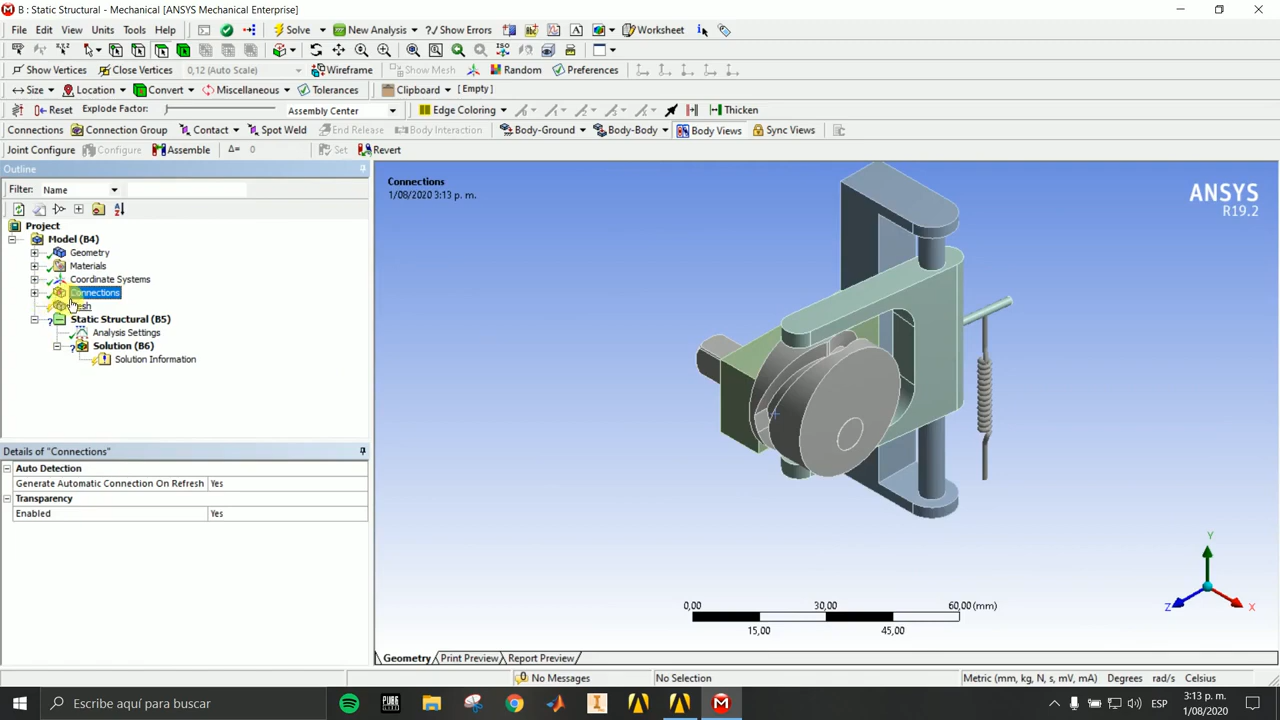 B : Static Structural - Mechanical [ANSYS Mechanical Enterprise]
File Edit View Units Tools Help Solve New Analysis Show Errors Worksheet
Show Vertices Close Vertices 0,12 (Auto Scale) Wireframe Show Mesh Random Preferences
Size Location Convert Miscellaneous Tolerances Clipboard [ Empty ]
Reset Explode Factor: Assembly Center Edge Coloring Thicken
Connections Connection Group Contact Spot Weld End Release Body Interaction Body-Ground Body-Body Body Views Sync Views
Joint Configure Configure Assemble Δ= 0 Set Revert
Outline
Filter: Name
Project
Model (B4)
Geometry
Materials
Coordinate Systems
Connections
Static Structural (B5)
Analysis Settings
Solution (B6)
Solution Information
Details of "Connections"
Auto Detection
Generate Automatic Connection On Refresh Yes
Transparency
Enabled Yes
Connections
1/08/2020 3:13 p. m.
ANSYS
R19.2
0,00 30,00 60,00 (mm)
15,00 45,00
Y
Z X
Geometry Print Preview Report Preview
No Messages No Selection Metric (mm, kg, N, s, mV, mA) Degrees rad/s Celsius
Escribe aquí para buscar
PUBG
ESP
3:13 p. m.
1/08/2020